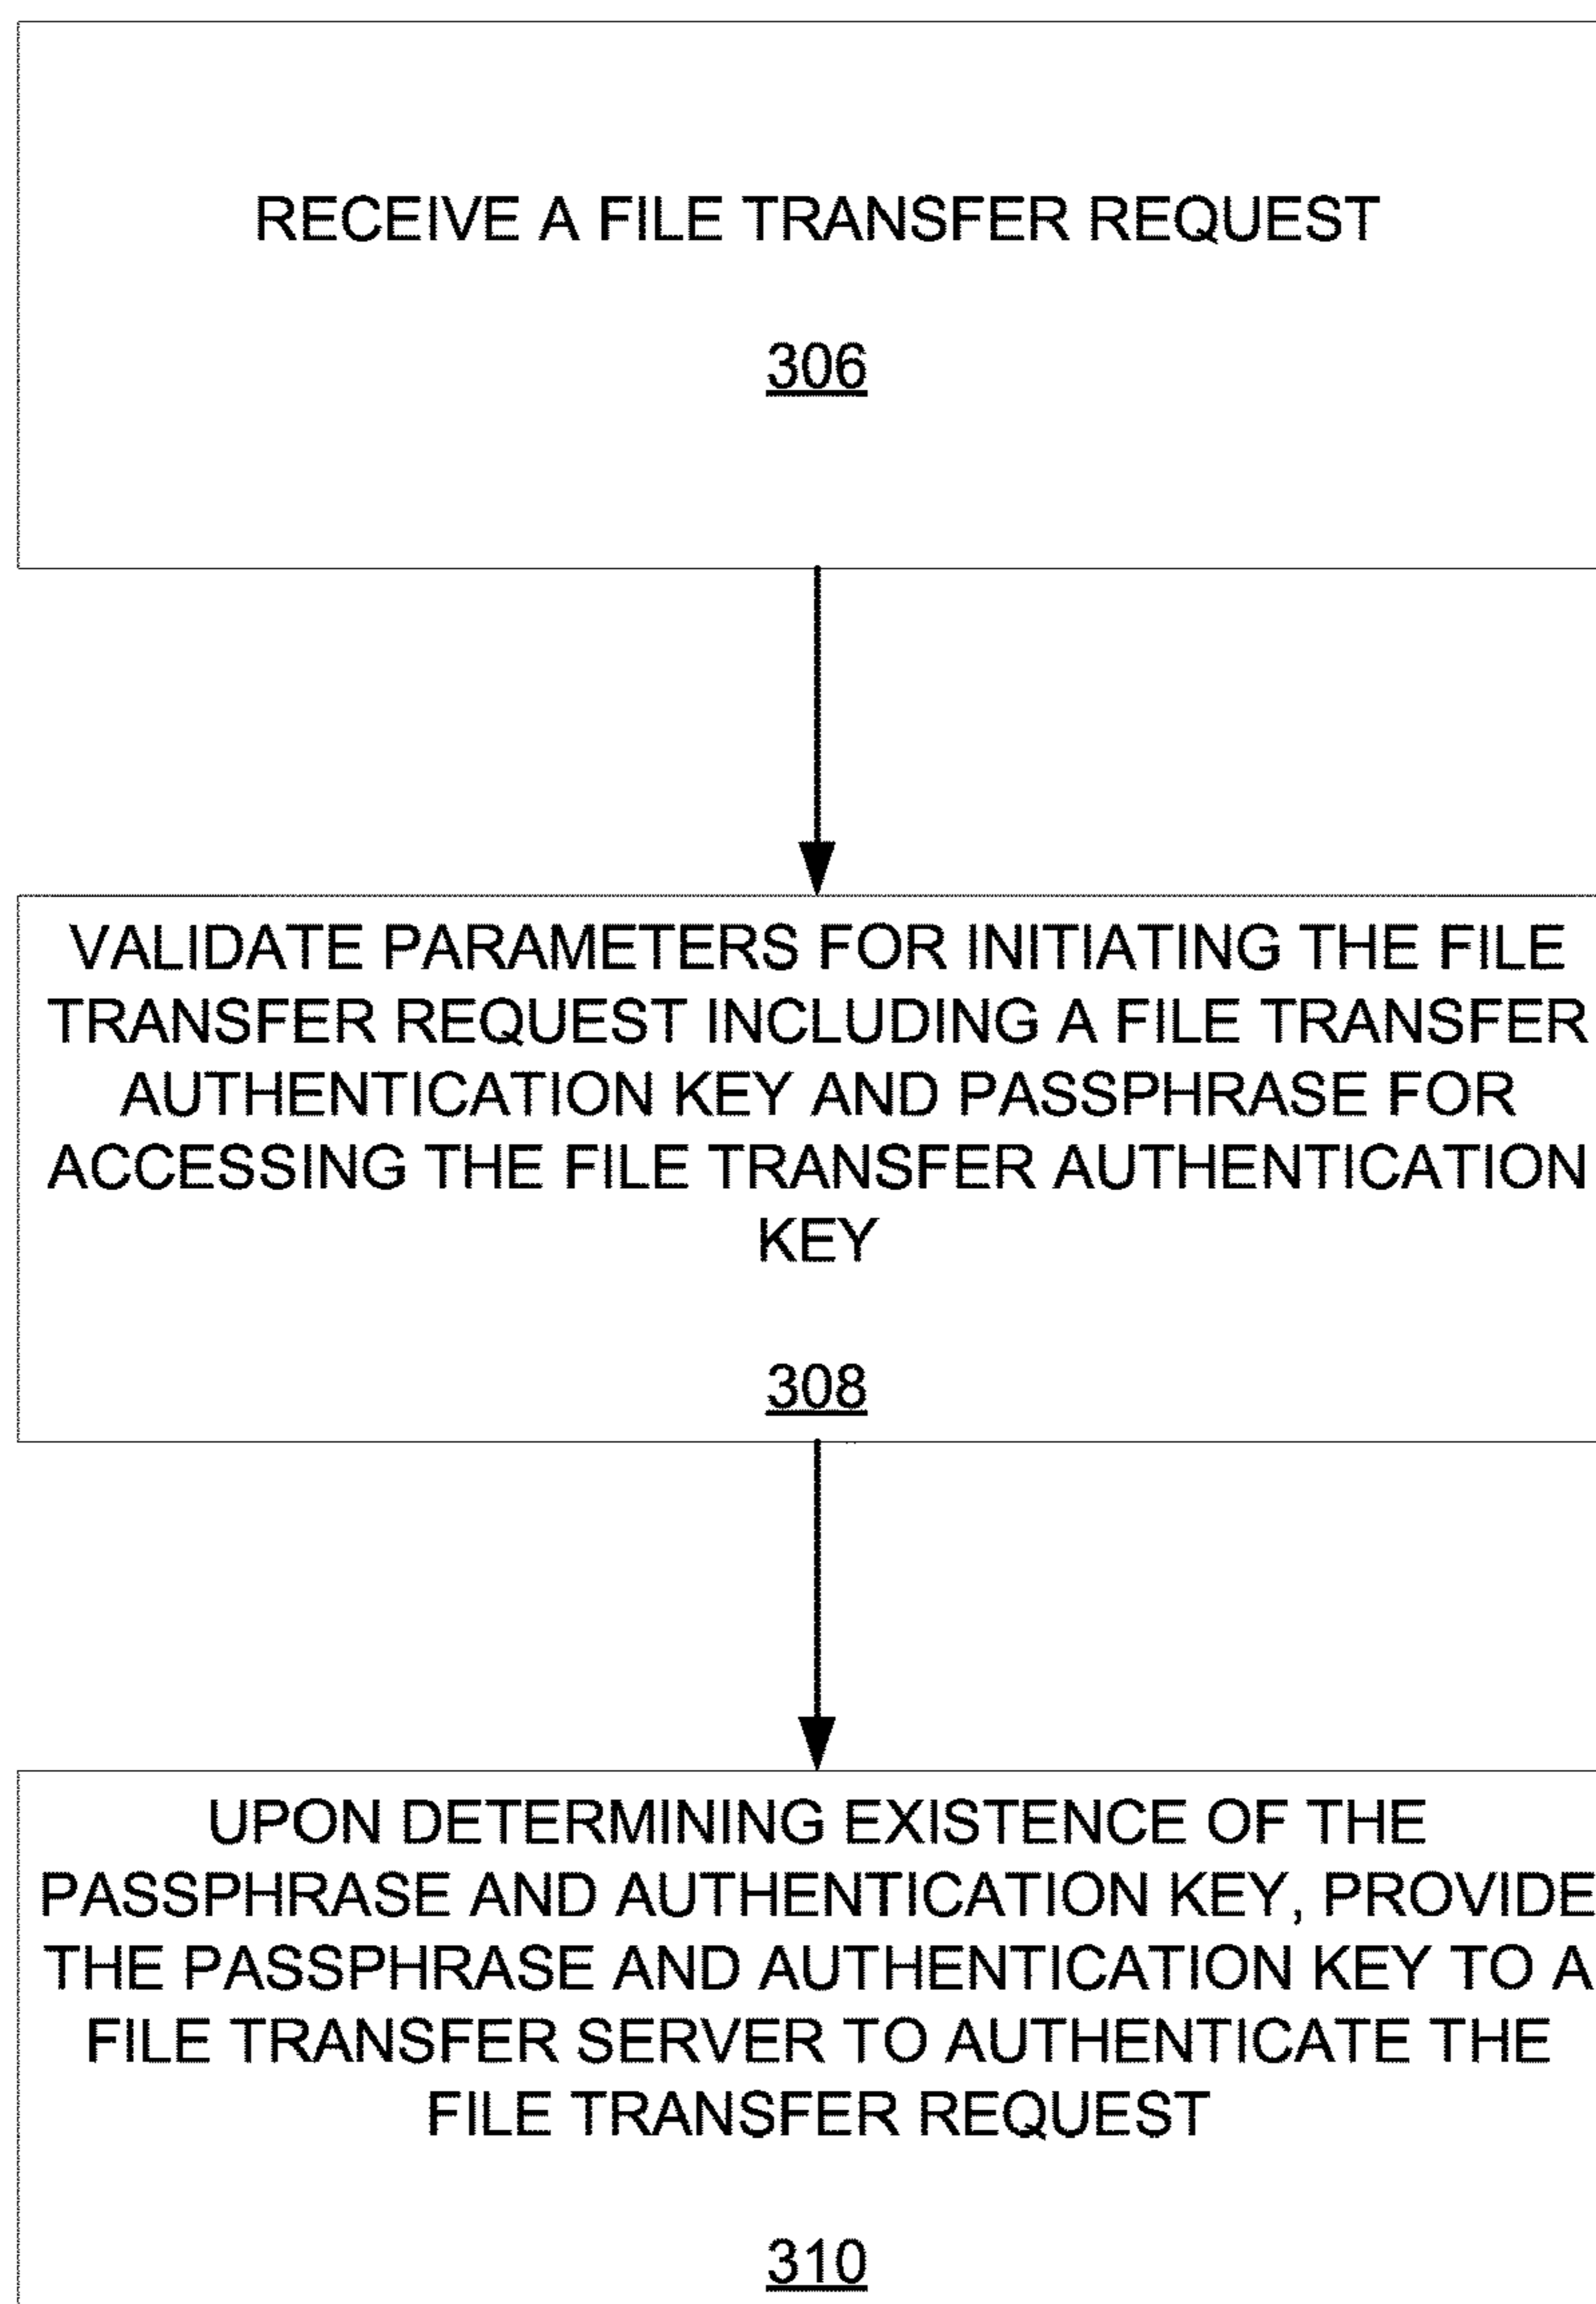 RECEIVE A FILE TRANSFER REQUEST
306
VALIDATE PARAMETERS FOR INITIATING THE FILE
TRANSFER REQUEST INCLUDING A FILE TRANSFER
AUTHENTICATION KEY AND PASSPHRASE FOR
ACCESSING THE FILE TRANSFER AUTHENTICATION
KEY
308
UPON DETERMINING EXISTENCE OF THE
PASSPHRASE AND AUTHENTICATION KEY, PROVIDE
THE PASSPHRASE AND AUTHENTICATION KEY TO A
FILE TRANSFER SERVER TO AUTHENTICATE THE
FILE TRANSFER REQUEST
310